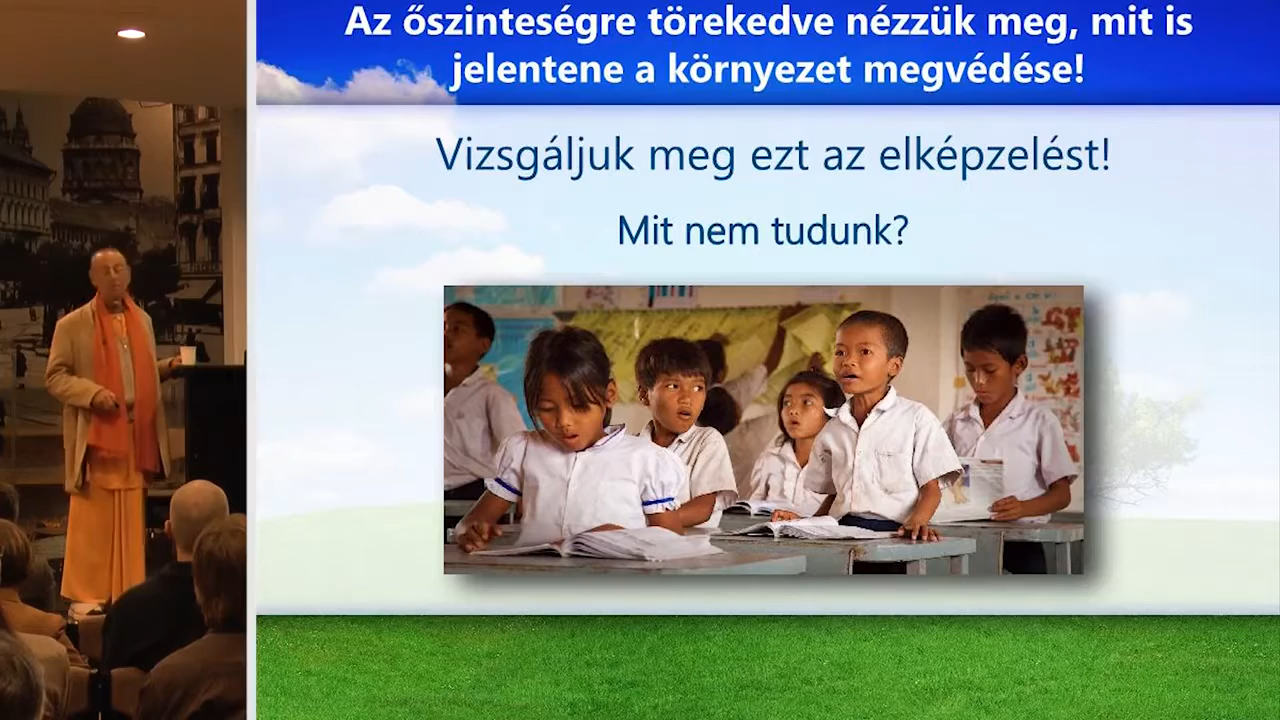 Az őszinteségre törekedve nézzük meg, mit is
jelentene a környezet megvédése!
Vizsgáljuk meg ezt az elképzelést!
Mit nem tudunk?